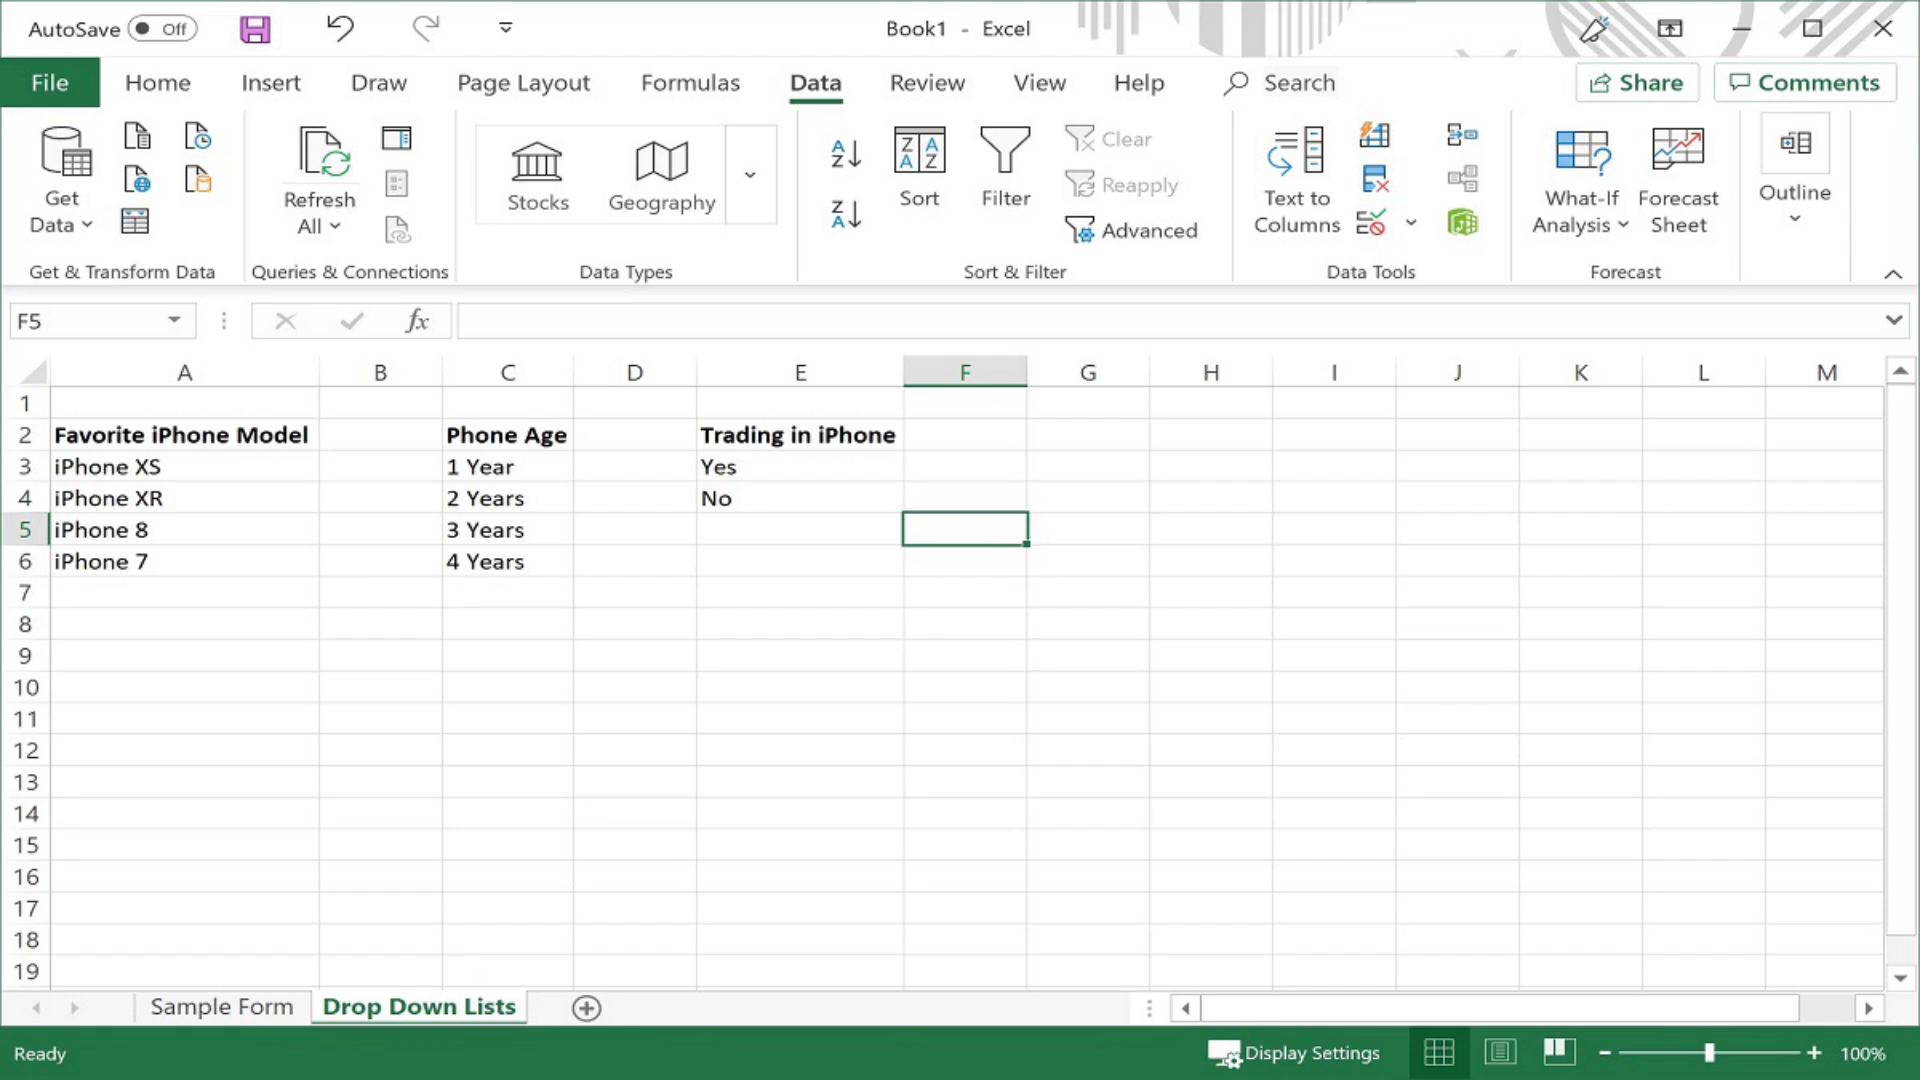 AutoSave Off
Book1 - Excel
File Home Insert Draw Page Layout Formulas Data Review View Help Search Share Comments
Get Data
Refresh All
Stocks
Geography
A Z
Z A
Z A A Z
Sort
Filter
Clear
Reapply
Advanced
Text to Columns
What-If Analysis
Forecast Sheet
Outline
Get & Transform Data
Queries & Connections
Data Types
Sort & Filter
Data Tools
Forecast
F5 fx
A B C D E F G H I J K L M
1
2 Favorite iPhone Model Phone Age Trading in iPhone
3 iPhone XS 1 Year Yes
4 iPhone XR 2 Years No
5 iPhone 8 3 Years
6 iPhone 7 4 Years
7
8
9
10
11
12
13
14
15
16
17
18
19
Sample Form Drop Down Lists
Ready Display Settings 100%